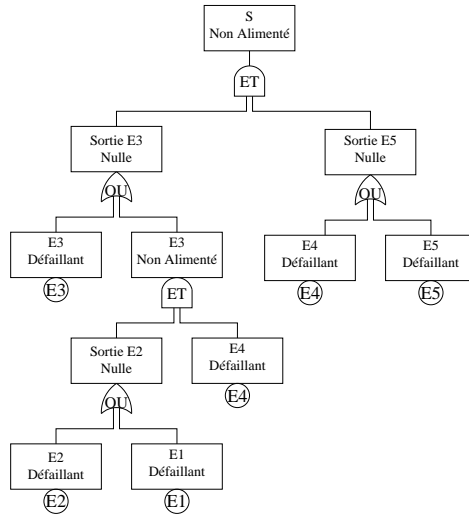 S
Non Alimenté
ET
Sortie E3
Nulle
Sortie E5
Nulle
OU
OU
E3
Défaillant
E3
Non Alimenté
E4
Défaillant
E5
Défaillant
E3
ET
E4
E5
Sortie E2
Nulle
E4
Défaillant
OU
E4
E2
Défaillant
E1
Défaillant
E2
E1